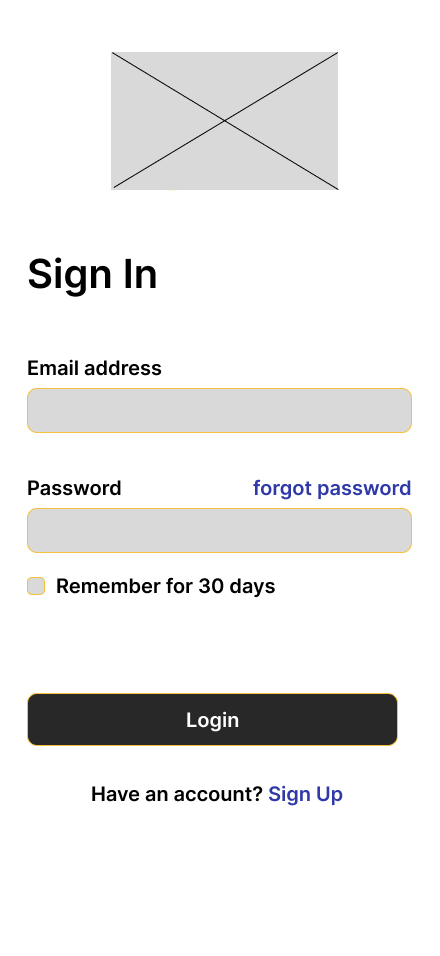 Sign In
Email address
Password forgot password
Remember for 30 days
Login
Have an account? Sign Up